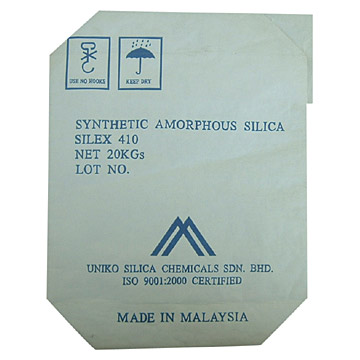 USE NO HOOKS KEEP DRY
SYNTHETIC AMORPHOUS SILICA
SILEX 410
NET 20KGs
LOT NO.
UNIKO SILICA CHEMICALS SDN. BHD.
ISO 9001:2000 CERTIFIED
MADE IN MALAYSIA